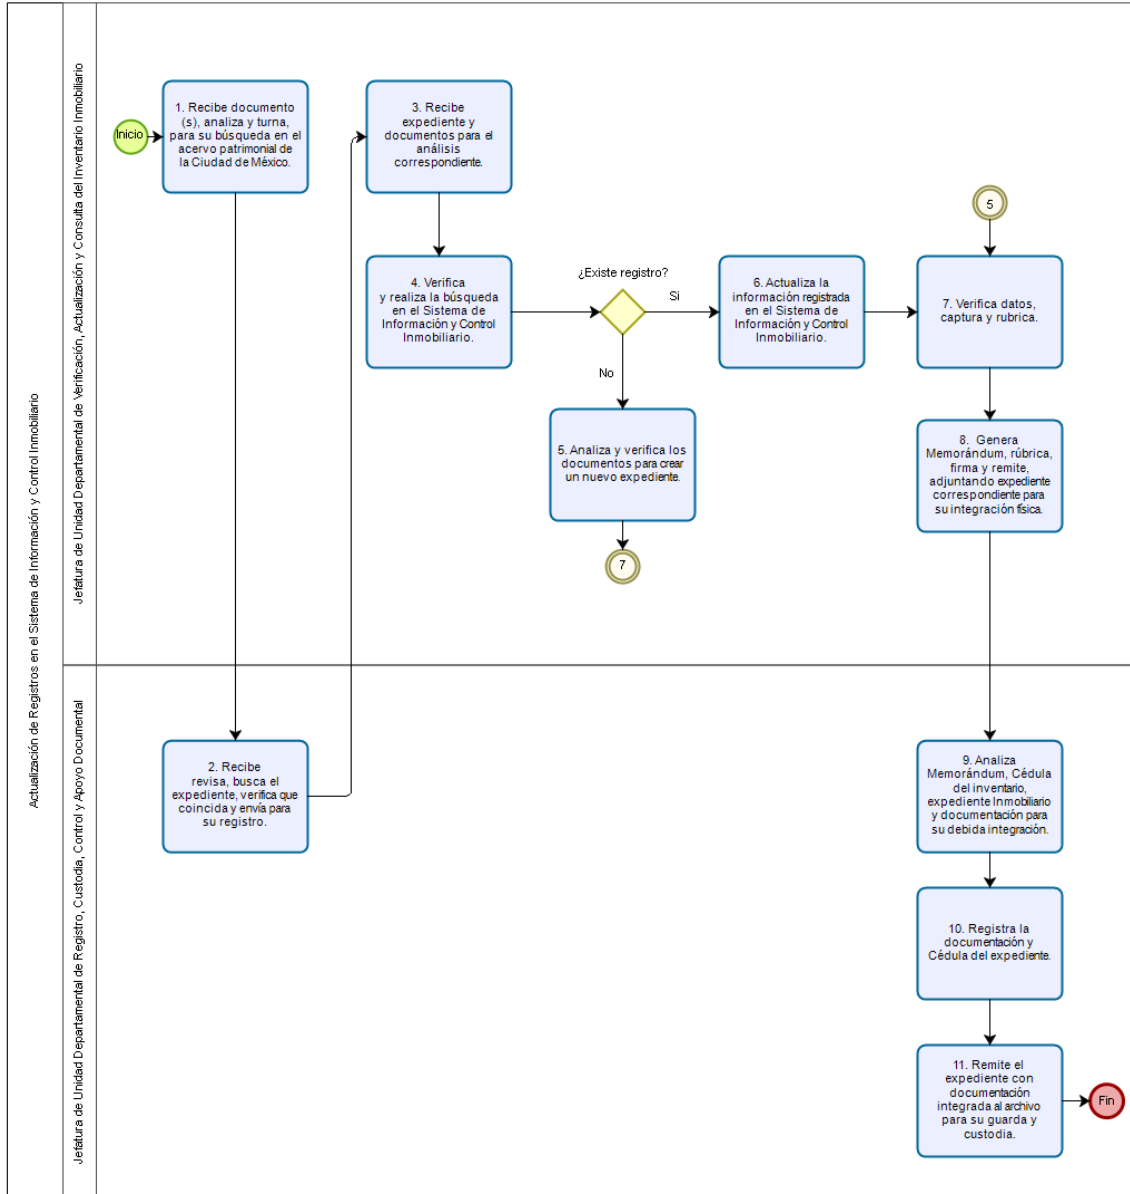 Actualización de Registros en el Sistema de Información y Control Inmobiliario
Jefatura de Unidad Departamental de Verificación, Actualización y Consulta del Inventario Inmobiliario
Inicio
1. Recibe documento
(s), analiza y turna,
para su búsqueda en el
acervo patrimonial de
la Ciudad de México.
3. Recibe
expediente y
documentos para el
análisis
correspondiente.
4. Verifica
y realiza la búsqueda
en el Sistema de
Información y Control
Inmobiliario.
¿Existe registro?
Si
No
5. Analiza y verifica los
documentos para crear
un nuevo expediente.
7
6. Actualiza la
información registrada
en el Sistema de
Información y Control
Inmobiliario.
5
7. Verifica datos,
captura y rubrica.
8. Genera
Memorándum, rúbrica,
firma y remite,
adjuntando expediente
correspondiente para
su integración física.
Jefatura de Unidad Departamental de Registro, Custodia, Control y Apoyo Documental
2. Recibe
revisa, busca el
expediente, verifica que
coincida y envía para
su registro.
9. Analiza
Memorándum, Cédula
del inventario,
expediente Inmobiliario
y documentación para
su debida integración.
10. Registra la
documentación y
Cédula del expediente.
11. Remite el
expediente con
documentación
integrada al archivo
para su guarda y
custodia.
Fin